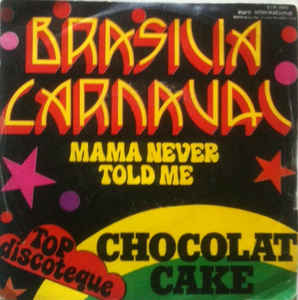 BRASILIA
CARNAVAL
MAMA NEVER
TOLD ME
TOP
discoteque
CHOCOLAT
CAKE